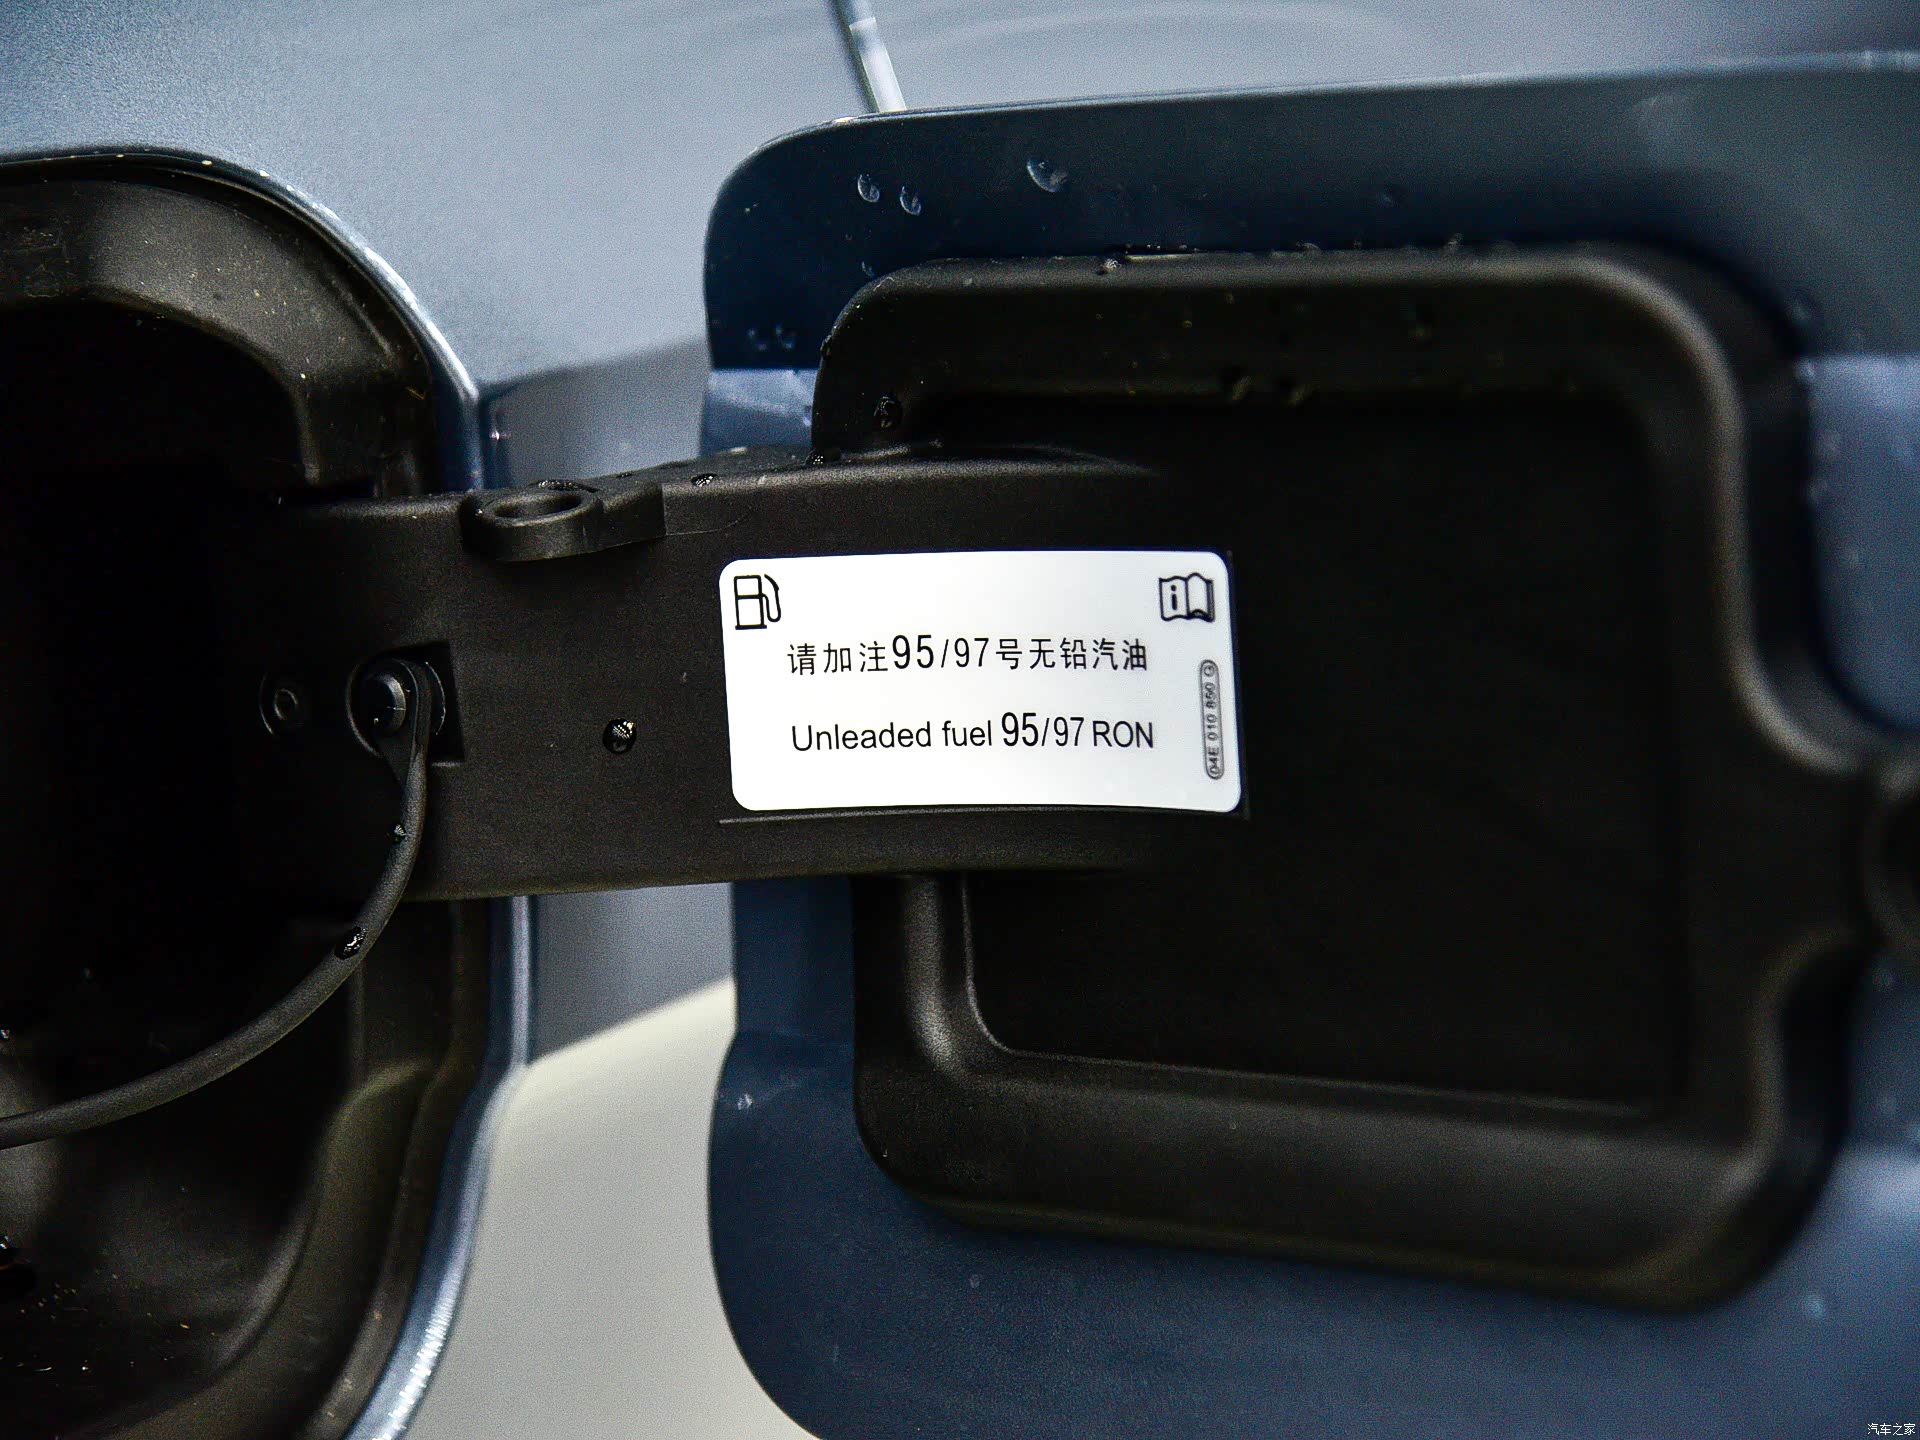 请加注95/97号无铅汽油
Unleaded fuel 95/97 RON
04E 010 850 G
汽车之家